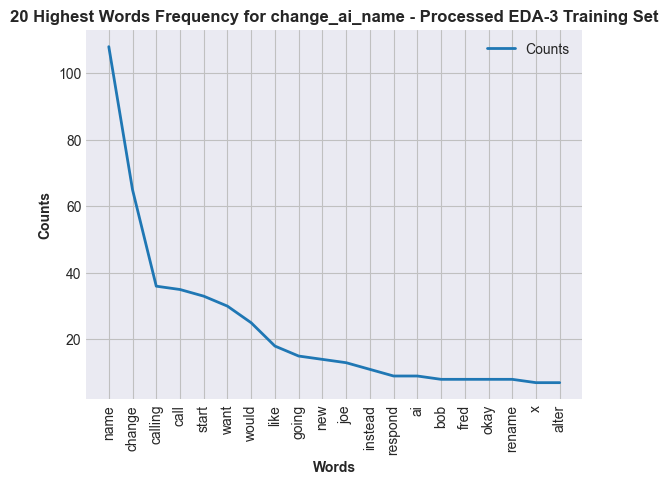 20 Highest Words Frequency for change_ai_name - Processed EDA-3 Training Set
Counts
100
80
60
40
20
Counts
name
change
calling
call
start
want
would
like
going
new
joe
instead
respond
ai
bob
fred
okay
rename
x
alter
Words